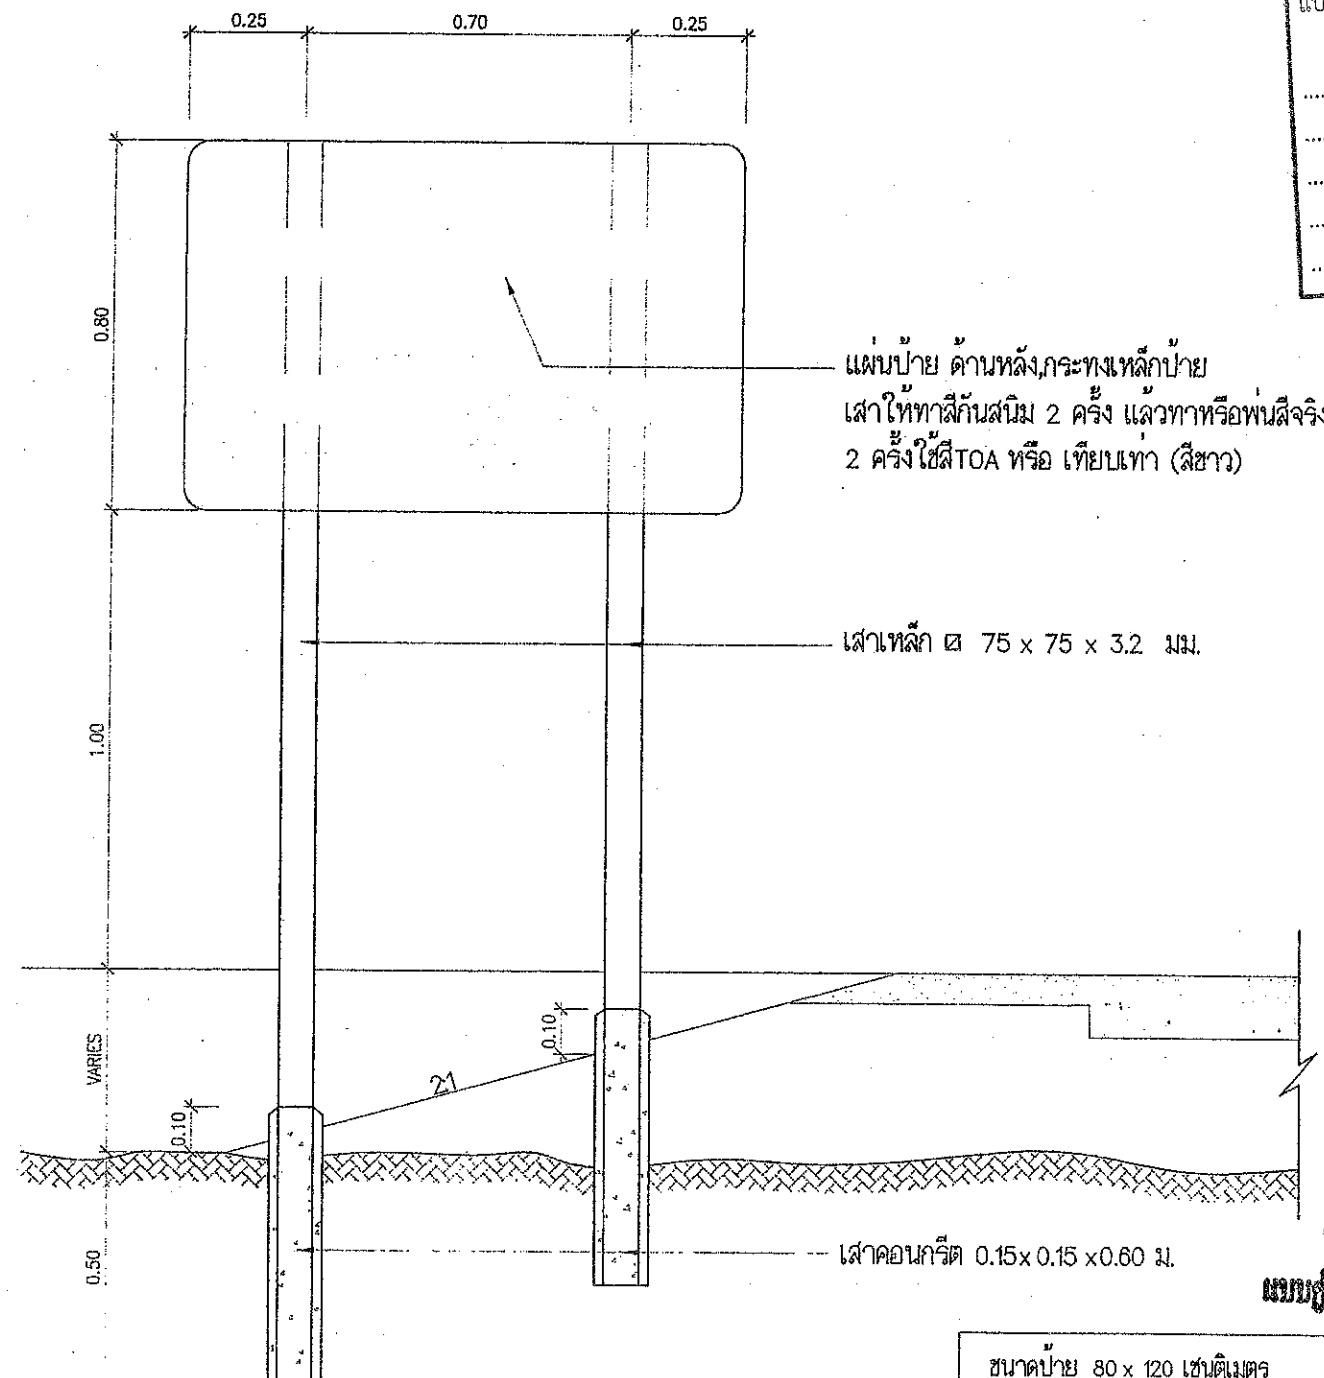 0.25 0.70 0.25
0.80
แผ่นป้าย ด้านหลัง,กระทงเหล็กป้าย
เสาให้ทาสีกันสนิม 2 ครั้ง แล้วทาหรือพ่นสีจริง
2 ครั้งใช้สีTOA หรือ เทียบเท่า (สีขาว)
เสาเหล็ก 75 x 75 x 3.2 มม.
1.00
VARIES
0.10
0.10
2:1
0.50
เสาคอนกรีต 0.15x0.15x0.60 ม.
ขนาดป้าย 80 x 120 เซนติเมตร